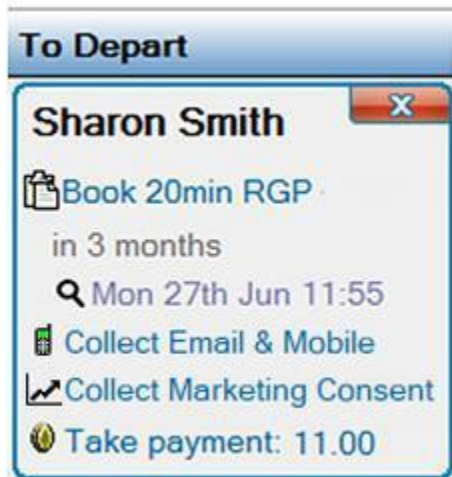 To Depart
Sharon Smith
Book 20min RGP
in 3 months
Mon 27th Jun 11:55
Collect Email & Mobile
Collect Marketing Consent
Take payment: 11.00